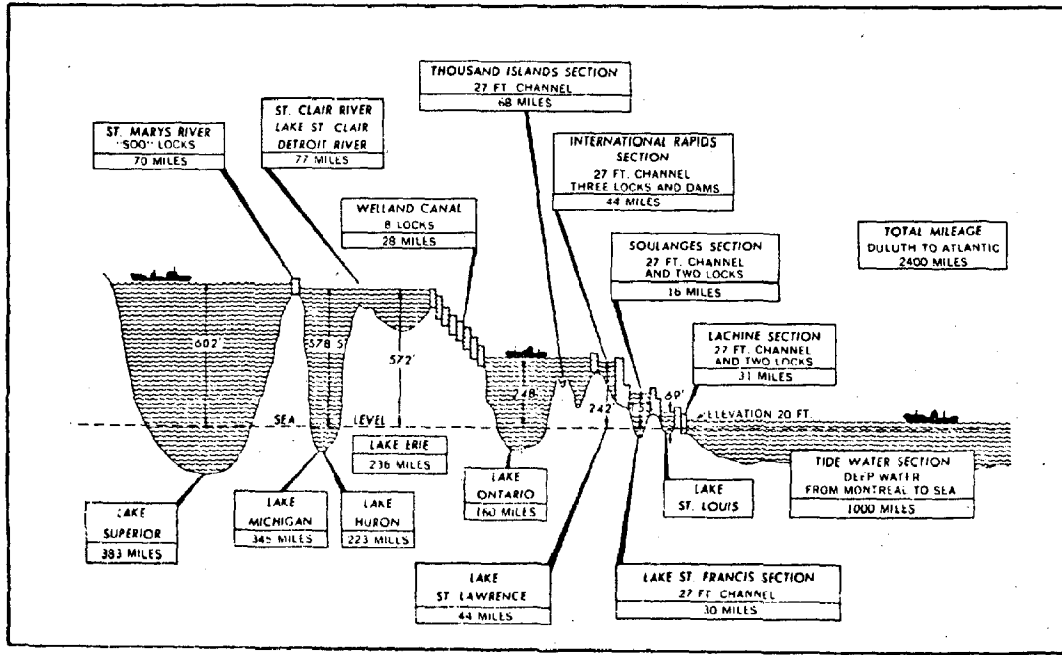 THOUSAND ISLANDS SECTION
27 FT. CHANNEL
68 MILES
ST. CLAIR RIVER
LAKE ST CLAIR
DETROIT RIVER
77 MILES
ST. MARYS RIVER
"SOO" LOCKS
70 MILES
INTERNATIONAL RAPIDS
SECTION
27 FT. CHANNEL
THREE LOCKS AND DAMS
44 MILES
WELLAND CANAL
8 LOCKS
28 MILES
SOULANGES SECTION
27 FT. CHANNEL
AND TWO LOCKS
16 MILES
TOTAL MILEAGE
DULUTH TO ATLANTIC
2400 MILES
LACHINE SECTION
27 FT. CHANNEL
AND TWO LOCKS
31 MILES
602'
578 5'
572'
248'
242'
69'
ELEVATION 20 FT.
SEA LEVEL
LAKE ERIE
236 MILES
LAKE
SUPERIOR
383 MILES
LAKE
MICHIGAN
345 MILES
LAKE
HURON
223 MILES
LAKE
ONTARIO
160 MILES
LAKE
ST. LOUIS
TIDE WATER SECTION
DEEP WATER
FROM MONTREAL TO SEA
1000 MILES
LAKE
ST LAWRENCE
44 MILES
LAKE ST. FRANCIS SECTION
27 FT. CHANNEL
30 MILES